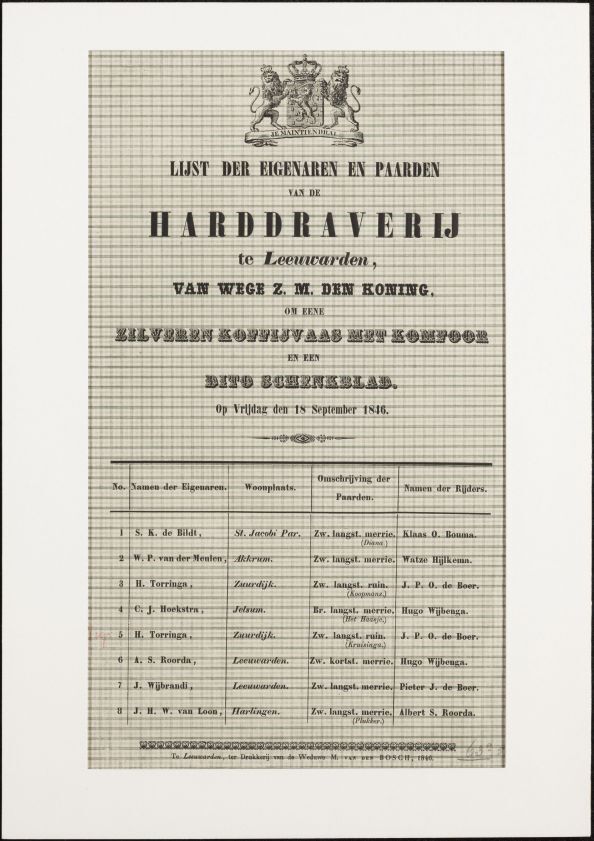 JE MAINTIENDRAI
LIJST DER EIGENAREN EN PAARDEN
VAN DE
HARDDRAVERIJ
te Leeuwarden,
VAN WEGE Z. M. DEN KONING,
OM EENE
ZILVEREN KOFFIJVAAS MET KOMFOOR
EN EEN
DITO SCHENKBLAD.
Op Vrijdag den 18 September 1846.
No. Namen der Eigenaren. Woonplaats. Omschrijving der Paarden. Namen der Rijders.
1 S. K. de Bildt, St. Jacobi Par. Zw. langst. merrie. (Diana.) Klaas O. Bouma.
2 W. P. van der Meulen, Akkrum. Zw. langst. merrie. Watze Hijlkema.
3 H. Torringa, Zuurdijk. Zw. langst. ruin. (Koopmans.) J. P. O. de Boer.
4 C. J. Hoekstra, Jelsum. Br. langst. merrie. (Het Haasje.) Hugo Wijbenga.
5 H. Torringa, Zuurdijk. Zw. langst. ruin. (Kruisinga.) J. P. O. de Boer.
6 A. S. Roorda, Leeuwarden. Zw. kortst. merrie. Hugo Wijbenga.
7 J. Wijbrandi, Leeuwarden. Zw. langst. merrie. Pieter J. de Boer.
8 J. H. W. van Loon, Harlingen. Zw. langst. merrie. (Plukker.) Albert S. Roorda.
Te Leeuwarden, ter Drukkerij van de Weduwe M. VAN DEN BOSCH, 1846.